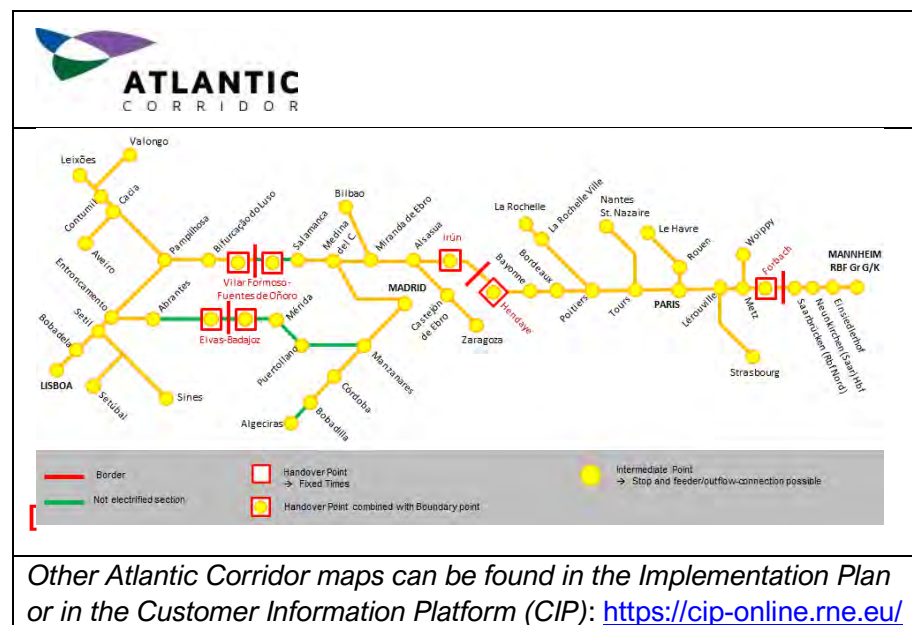 ATLANTIC
CORRIDOR
Valongo
Leixões
Contumil
Cacia
Aveiro
Pampilhosa
Bifurcação do Luso
Vilar Formoso -
Fuentes de Oñoro
Salamanca
Medina
del C.
Bilbao
Miranda de Ebro
Alsasua
Irún
Hendaye
Bayonne
Bordeaux
La Rochelle
La Rochelle Ville
Poitiers
Nantes
St. Nazaire
Tours
Le Havre
Rouen
PARIS
Lérouville
Metz
Woippy
Forbach
Saarbrücken (Rbf Nord)
Neunkirchen (Saar) Hbf
Einsiedlerhof
MANNHEIM
RBF Gr G/K
Strasbourg
Castejón
de Ebro
Zaragoza
MADRID
Entroncamento
Abrantes
Elvas-Badajoz
Mérida
Puertollano
Manzanares
Córdoba
Bobadilla
Algeciras
Setil
Bobadela
LISBOA
Setúbal
Sines
Border
Not electrified section
Handover Point
→ Fixed Times
Handover Point combined with Boundary point
Intermediate Point
→ Stop and feeder/outflow-connection possible
Other Atlantic Corridor maps can be found in the Implementation Plan
or in the Customer Information Platform (CIP): https://cip-online.rne.eu/